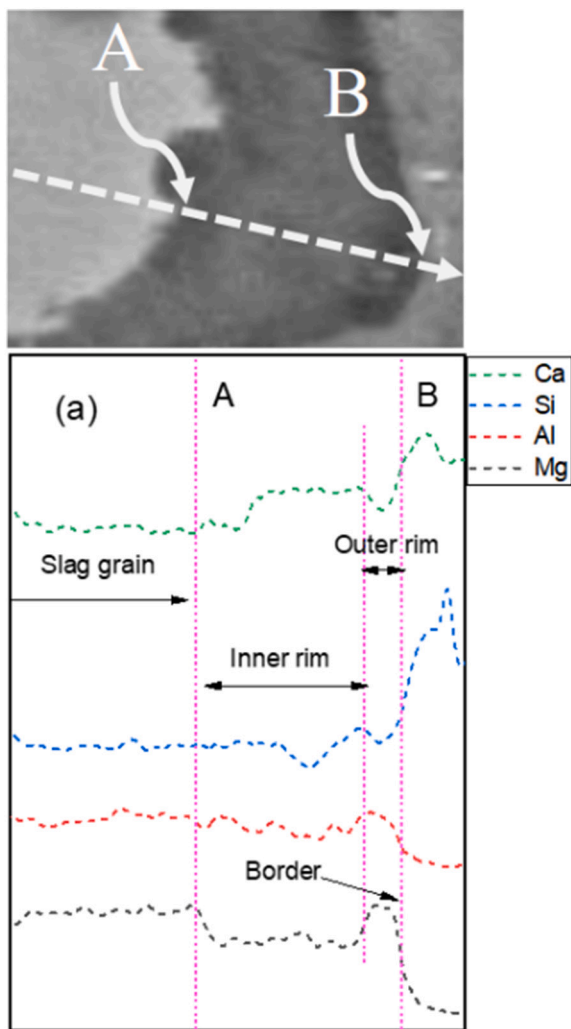 A
B
(a)
A
B
Ca
Si
Al
Mg
Outer rim
Slag grain
Inner rim
Border